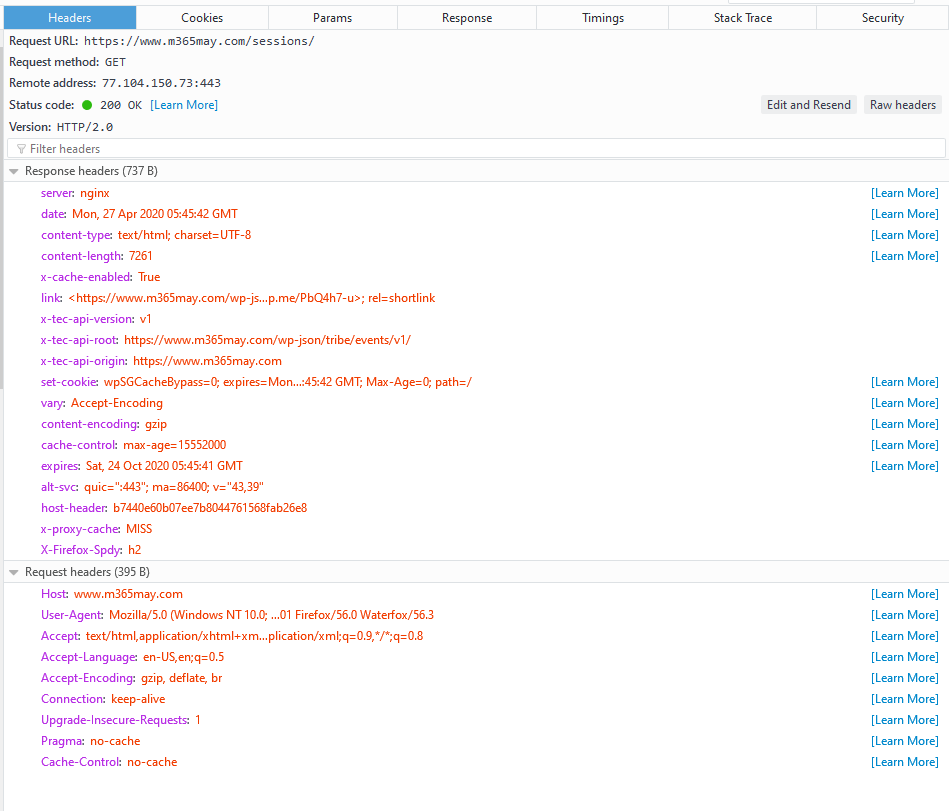 Headers Cookies Params Response Timings Stack Trace Security
Request URL: https://www.m365may.com/sessions/
Request method: GET
Remote address: 77.104.150.73:443
Status code: 200 OK [Learn More] Edit and Resend Raw headers
Version: HTTP/2.0
Filter headers
Response headers (737 B)
server: nginx [Learn More]
date: Mon, 27 Apr 2020 05:45:42 GMT [Learn More]
content-type: text/html; charset=UTF-8 [Learn More]
content-length: 7261 [Learn More]
x-cache-enabled: True
link: <https://www.m365may.com/wp-js...p.me/PbQ4h7-u>; rel=shortlink
x-tec-api-version: v1
x-tec-api-root: https://www.m365may.com/wp-json/tribe/events/v1/
x-tec-api-origin: https://www.m365may.com
set-cookie: wpSGCacheBypass=0; expires=Mon...:45:42 GMT; Max-Age=0; path=/ [Learn More]
vary: Accept-Encoding [Learn More]
content-encoding: gzip [Learn More]
cache-control: max-age=15552000 [Learn More]
expires: Sat, 24 Oct 2020 05:45:41 GMT [Learn More]
alt-svc: quic=":443"; ma=86400; v="43,39"
host-header: b7440e60b07ee7b8044761568fab26e8
x-proxy-cache: MISS
X-Firefox-Spdy: h2
Request headers (395 B)
Host: www.m365may.com [Learn More]
User-Agent: Mozilla/5.0 (Windows NT 10.0; ...01 Firefox/56.0 Waterfox/56.3 [Learn More]
Accept: text/html,application/xhtml+xm...plication/xml;q=0.9,*/*;q=0.8 [Learn More]
Accept-Language: en-US,en;q=0.5 [Learn More]
Accept-Encoding: gzip, deflate, br [Learn More]
Connection: keep-alive [Learn More]
Upgrade-Insecure-Requests: 1 [Learn More]
Pragma: no-cache [Learn More]
Cache-Control: no-cache [Learn More]